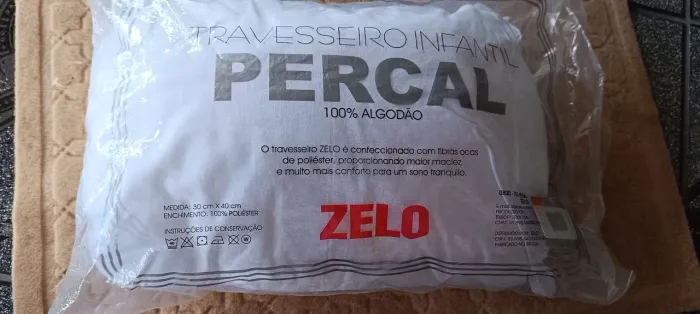 TRAVESSEIRO INFANTIL
PERCAL
100% ALGODÃO
O travesseiro ZELO é confeccionado com fibras ocas
de poliéster, proporcionando maior maciez
e muito mais conforto para um sono tranquilo.
MEDIDA: 30 cm X 40 cm
ENCHIMENTO: 100% POLIÉSTER
INSTRUÇÕES DE CONSERVAÇÃO
ZELO